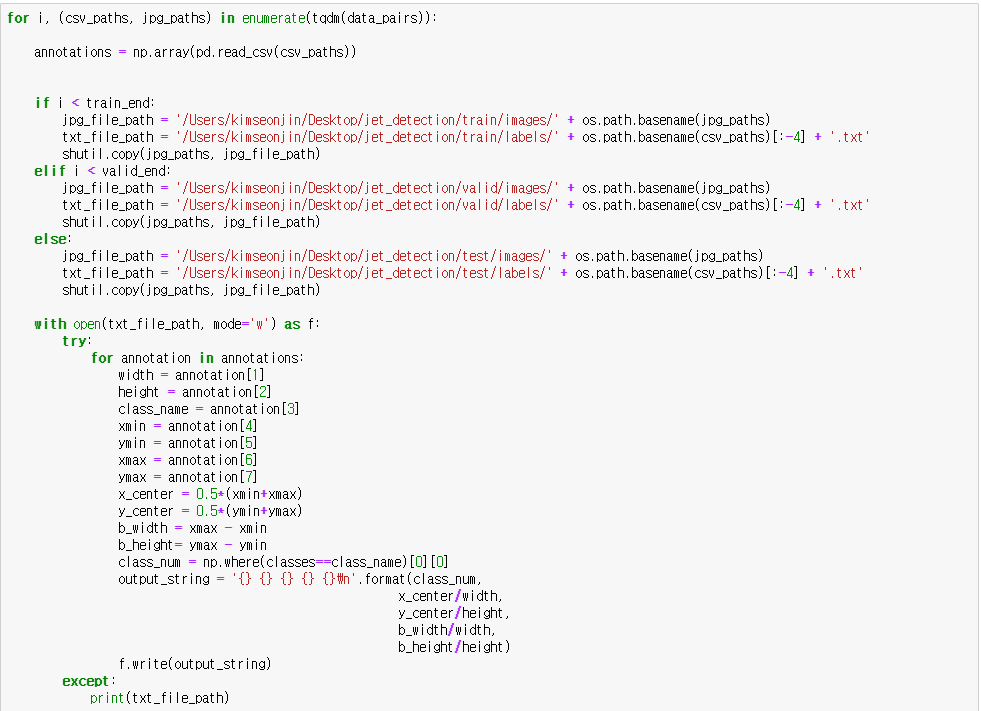 for i, (csv_paths, jpg_paths) in enumerate(tqdm(data_pairs)):
annotations = np.array(pd.read_csv(csv_paths))
if i < train_end:
jpg_file_path = '/Users/kimseonjin/Desktop/jet_detection/train/images/' + os.path.basename(jpg_paths)
txt_file_path = '/Users/kimseonjin/Desktop/jet_detection/train/labels/' + os.path.basename(csv_paths)[:-4] + '.txt'
shutil.copy(jpg_paths, jpg_file_path)
elif i < valid_end:
jpg_file_path = '/Users/kimseonjin/Desktop/jet_detection/valid/images/' + os.path.basename(jpg_paths)
txt_file_path = '/Users/kimseonjin/Desktop/jet_detection/valid/labels/' + os.path.basename(csv_paths)[:-4] + '.txt'
shutil.copy(jpg_paths, jpg_file_path)
else:
jpg_file_path = '/Users/kimseonjin/Desktop/jet_detection/test/images/' + os.path.basename(jpg_paths)
txt_file_path = '/Users/kimseonjin/Desktop/jet_detection/test/labels/' + os.path.basename(csv_paths)[:-4] + '.txt'
shutil.copy(jpg_paths, jpg_file_path)
with open(txt_file_path, mode='w') as f:
try:
for annotation in annotations:
width = annotation[1]
height = annotation[2]
class_name = annotation[3]
xmin = annotation[4]
ymin = annotation[5]
xmax = annotation[6]
ymax = annotation[7]
x_center = 0.5*(xmin+xmax)
y_center = 0.5*(ymin+ymax)
b_width = xmax - xmin
b_height= ymax - ymin
class_num = np.where(classes==class_name)[0][0]
output_string = '{} {} {} {} {}₩n'.format(class_num,
x_center/width,
y_center/height,
b_width/width,
b_height/height)
f.write(output_string)
except:
print(txt_file_path)